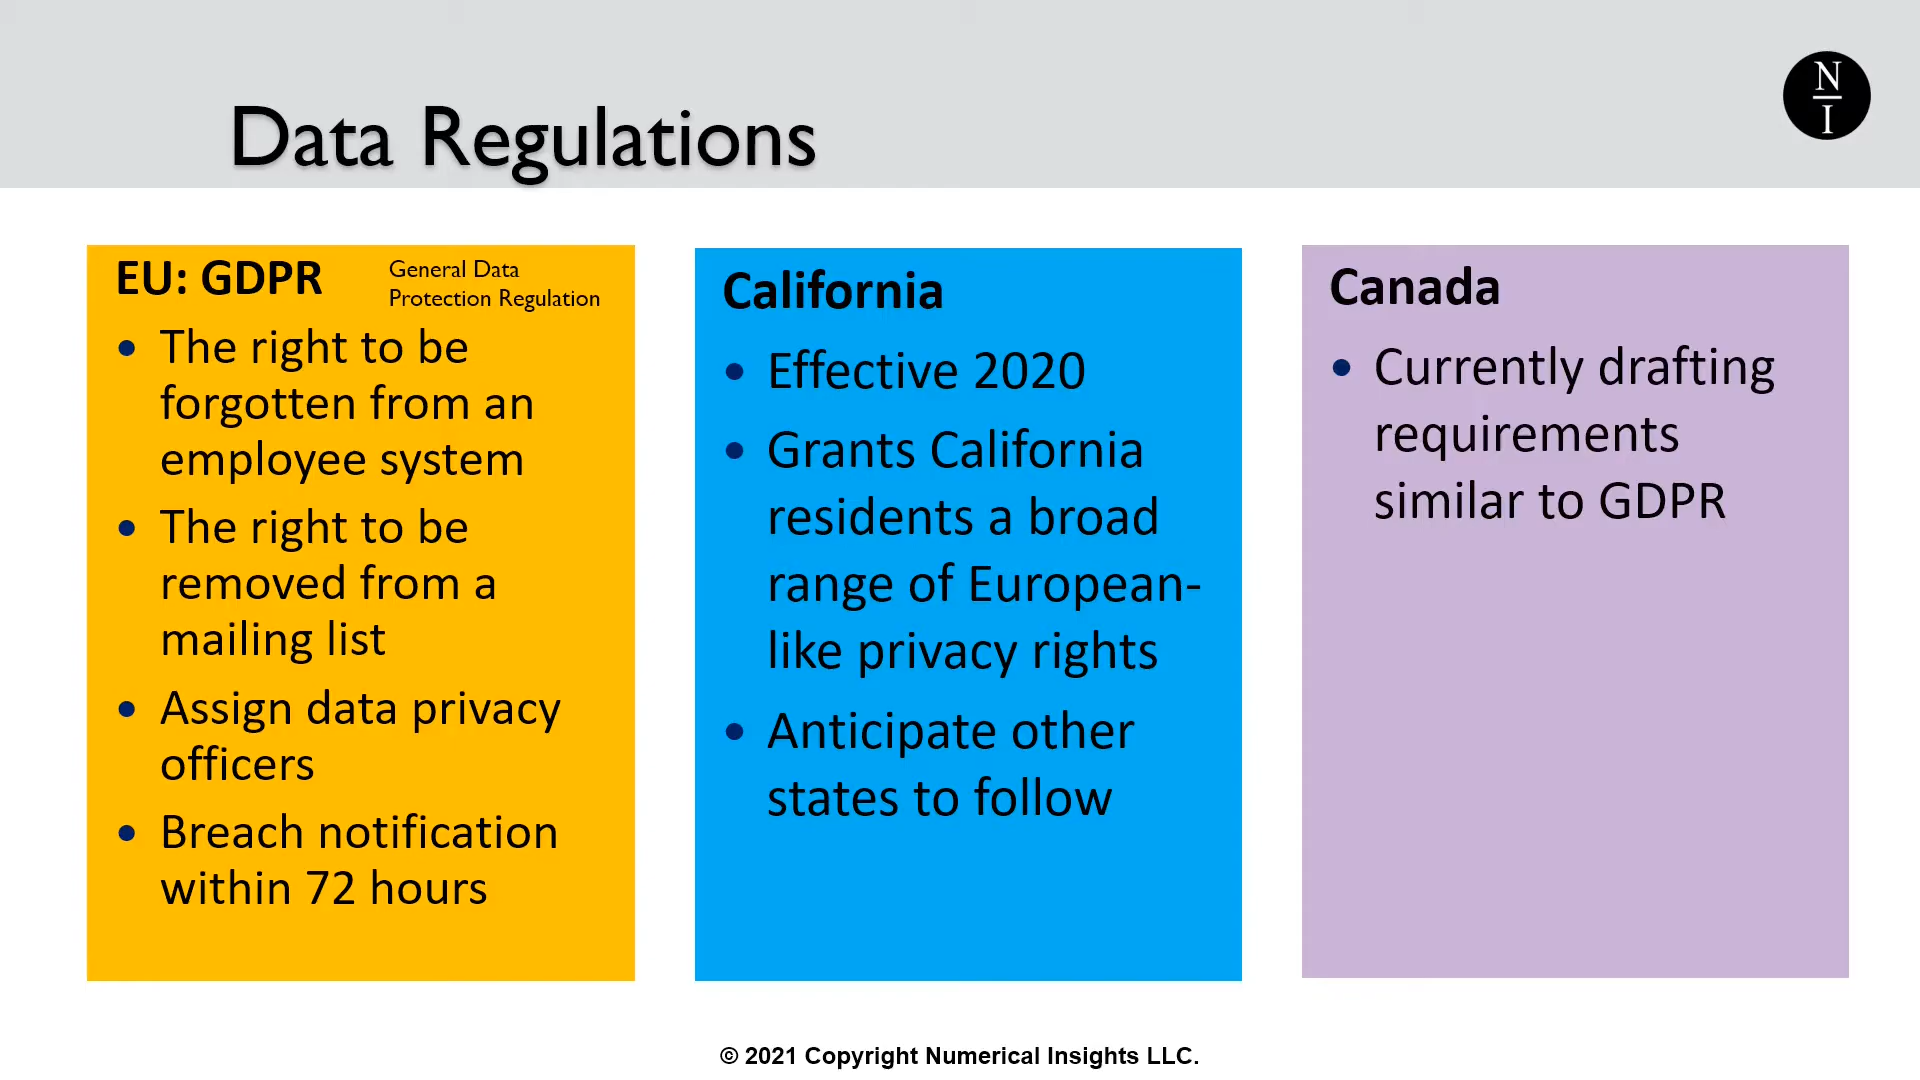 Data Regulations
N
I
EU: GDPR
General Data
Protection Regulation
• The right to be
forgotten from an
employee system
• The right to be
removed from a
mailing list
• Assign data privacy
officers
• Breach notification
within 72 hours
California
• Effective 2020
• Grants California
residents a broad
range of European-
like privacy rights
• Anticipate other
states to follow
Canada
• Currently drafting
requirements
similar to GDPR
© 2021 Copyright Numerical Insights LLC.